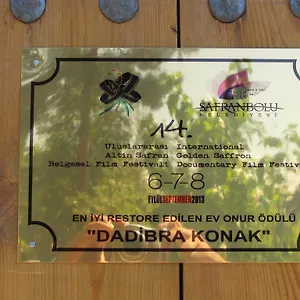 SAFRANBOLU
BELEDİYESİ
14.
Uluslararası International
Altın Safran Golden Saffron
Belgesel Film Festivali Documentary Film Festiva
6-7-8
EYLÜL SEPTEMBER 2013
EN İYİ RESTORE EDİLEN EV ONUR ÖDÜLÜ
"DADİBRA KONAK"